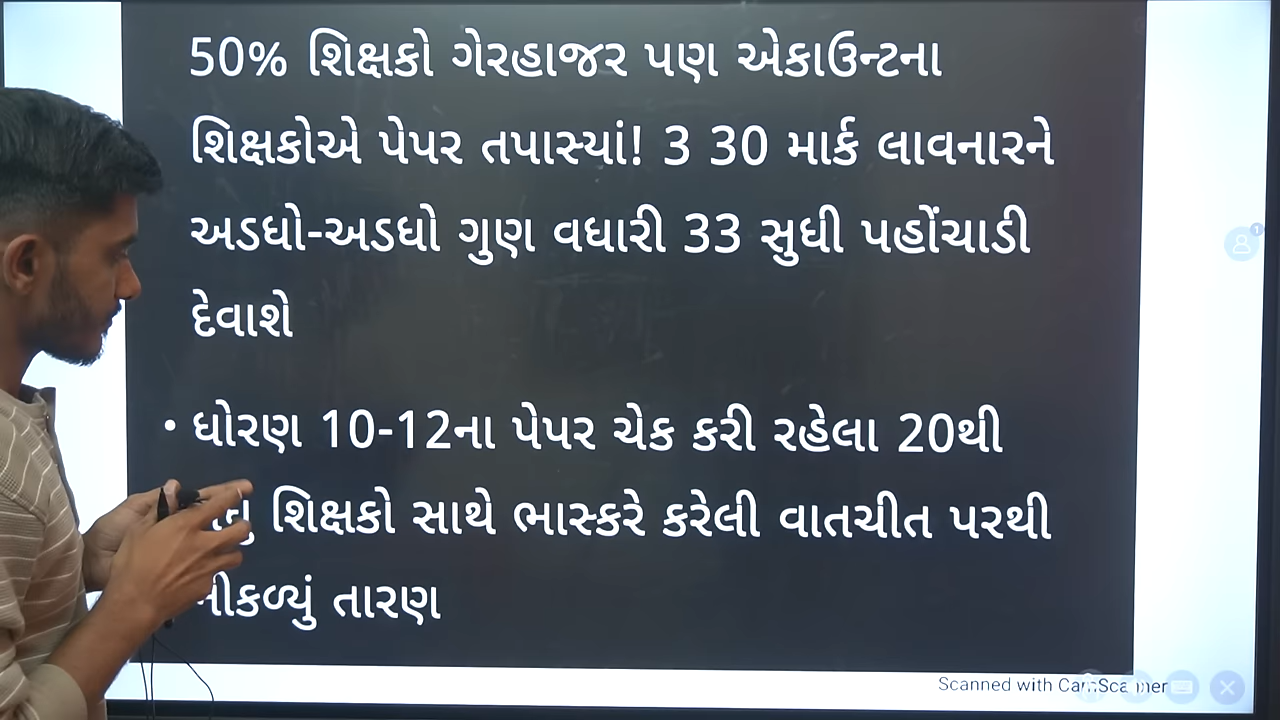 50% શિક્ષકો ગેરહાજર પણ એકાઉન્ટના
શિક્ષકોએ પેપર તપાસ્યાં! 3 30 માર્ક લાવનારને
અડધો-અડધો ગુણ વધારી 33 સુધી પહોંચાડી
દેવાશે
• ધોરણ 10-12ના પેપર ચેક કરી રહેલા 20થી
શિક્ષકો સાથે ભાસ્કરે કરેલી વાતચીત પરથી
તારણ
Scanned with CamScanner
1